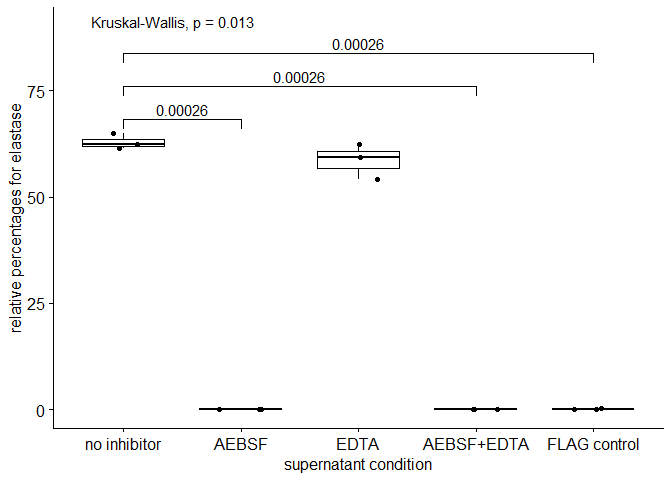 Kruskal-Wallis, p = 0.013
0.00026
0.00026
0.00026
75
50
25
0
relative percentages for elastase
no inhibitor AEBSF EDTA AEBSF+EDTA FLAG control
supernatant condition